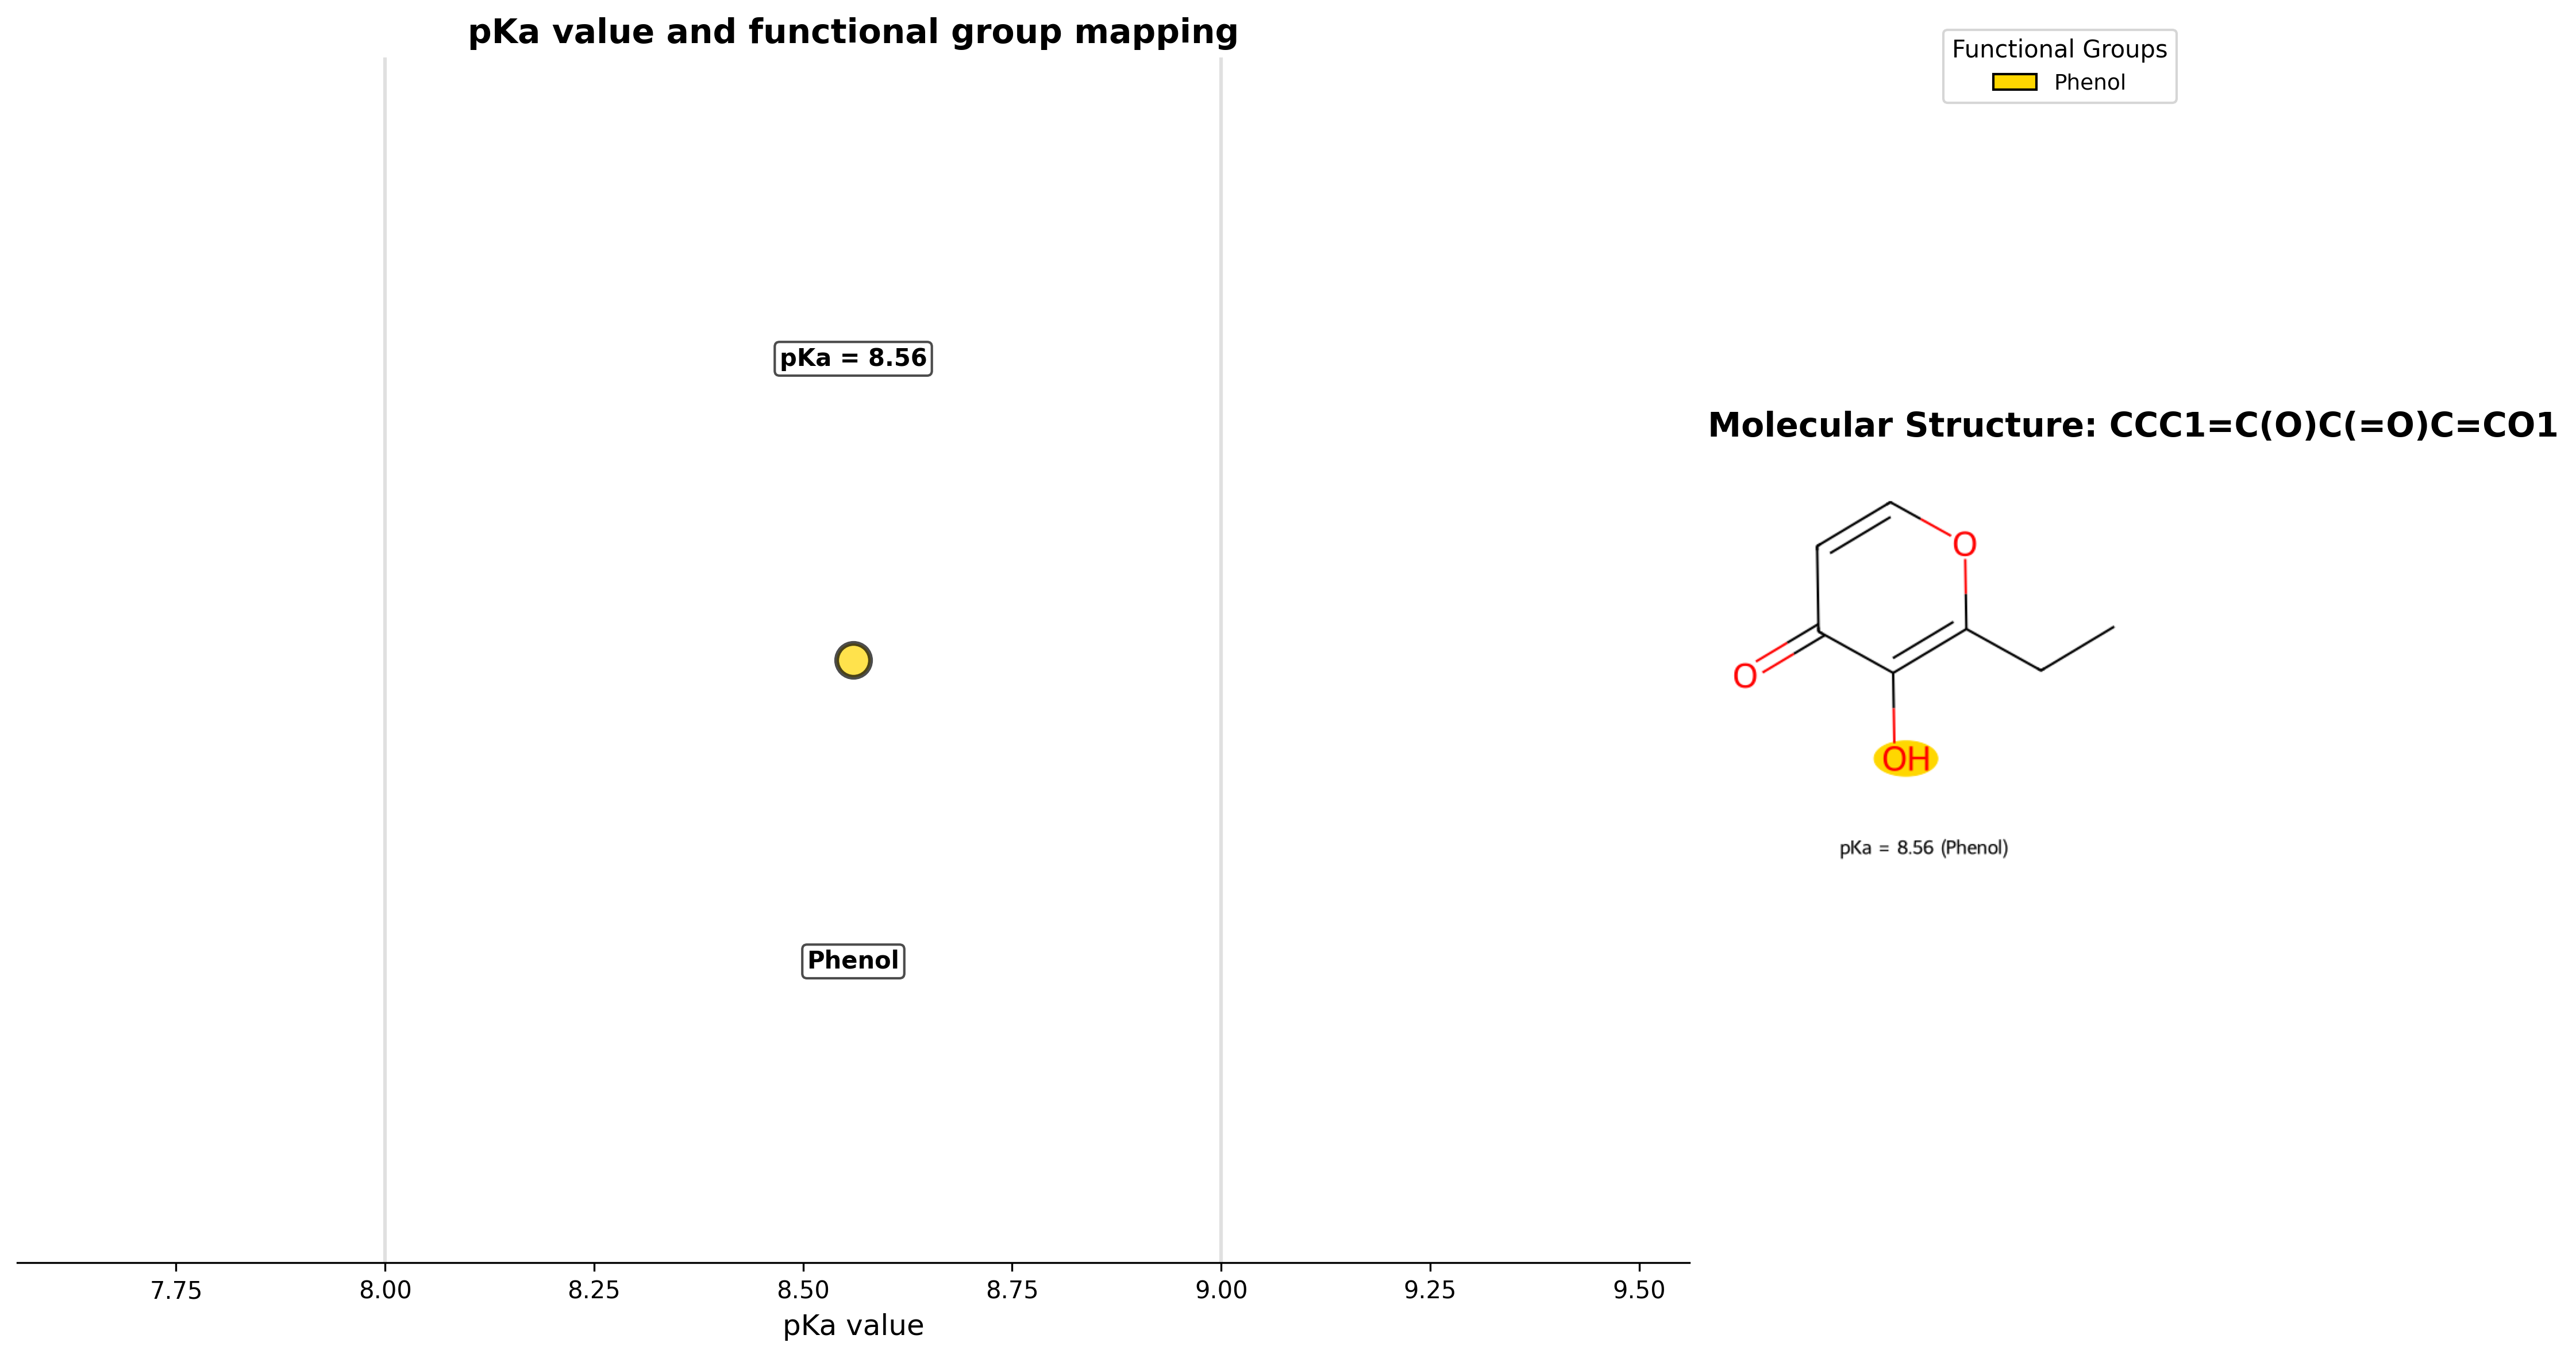 pKa value and functional group mapping
pKa = 8.56
Phenol
7.75
8.00
8.25
8.50
8.75
9.00
9.25
9.50
pKa value
Functional Groups
Phenol
Molecular Structure: CCC1=C(O)C(=O)C=CO1
O
O
OH
pKa = 8.56 (Phenol)